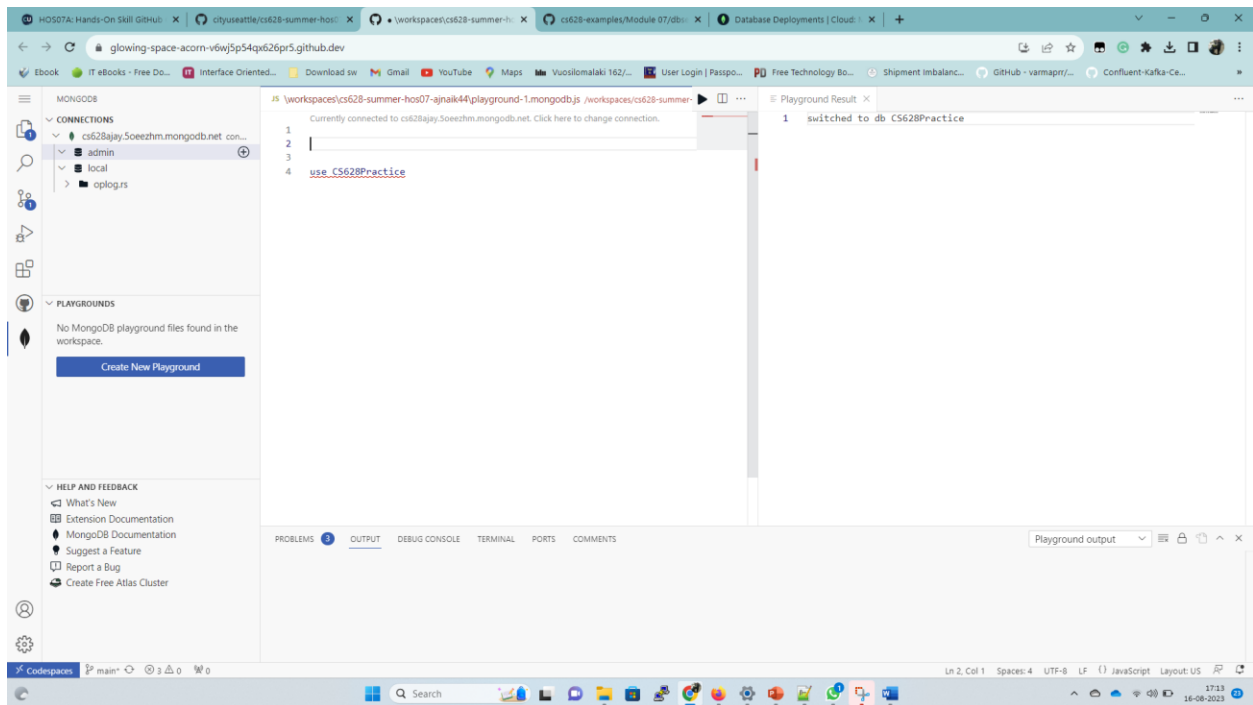 HOS07A: Hands-On Skill GitHub
cityuseattle/cs628-summer-hos0
\workspaces\cs628-summer-ho
cs628-examples/Module 07/dbs
Database Deployments | Cloud:
glowing-space-acorn-v6wj5p54qx626pr5.github.dev
Ebook
IT eBooks - Free Do...
Interface Oriented...
Download sw
Gmail
YouTube
Maps
Vuosilomalaki 162/...
User Login | Passpo...
Free Technology Bo...
Shipment Imbalanc...
GitHub - varmaprr/...
Confluent-Kafka-Ce...
»
MONGODB
CONNECTIONS
cs628ajay.5oeezhm.mongodb.net con...
admin
local
oplog.rs
PLAYGROUNDS
No MongoDB playground files found in the
workspace.
Create New Playground
HELP AND FEEDBACK
What's New
Extension Documentation
MongoDB Documentation
Suggest a Feature
Report a Bug
Create Free Atlas Cluster
JS \workspaces\cs628-summer-hos07-ajnaik44\playground-1.mongodb.js /workspaces/cs628-summer-
Currently connected to cs628ajay.5oeezhm.mongodb.net. Click here to change connection.
1
2
3
4 use CS628Practice
Playground Result
1 switched to db CS628Practice
PROBLEMS 3 OUTPUT DEBUG CONSOLE TERMINAL PORTS COMMENTS
Playground output
Codespaces main* 3 0 0
Ln 2, Col 1 Spaces: 4 UTF-8 LF {} JavaScript Layout: US
Search
17:13
16-08-2023
23